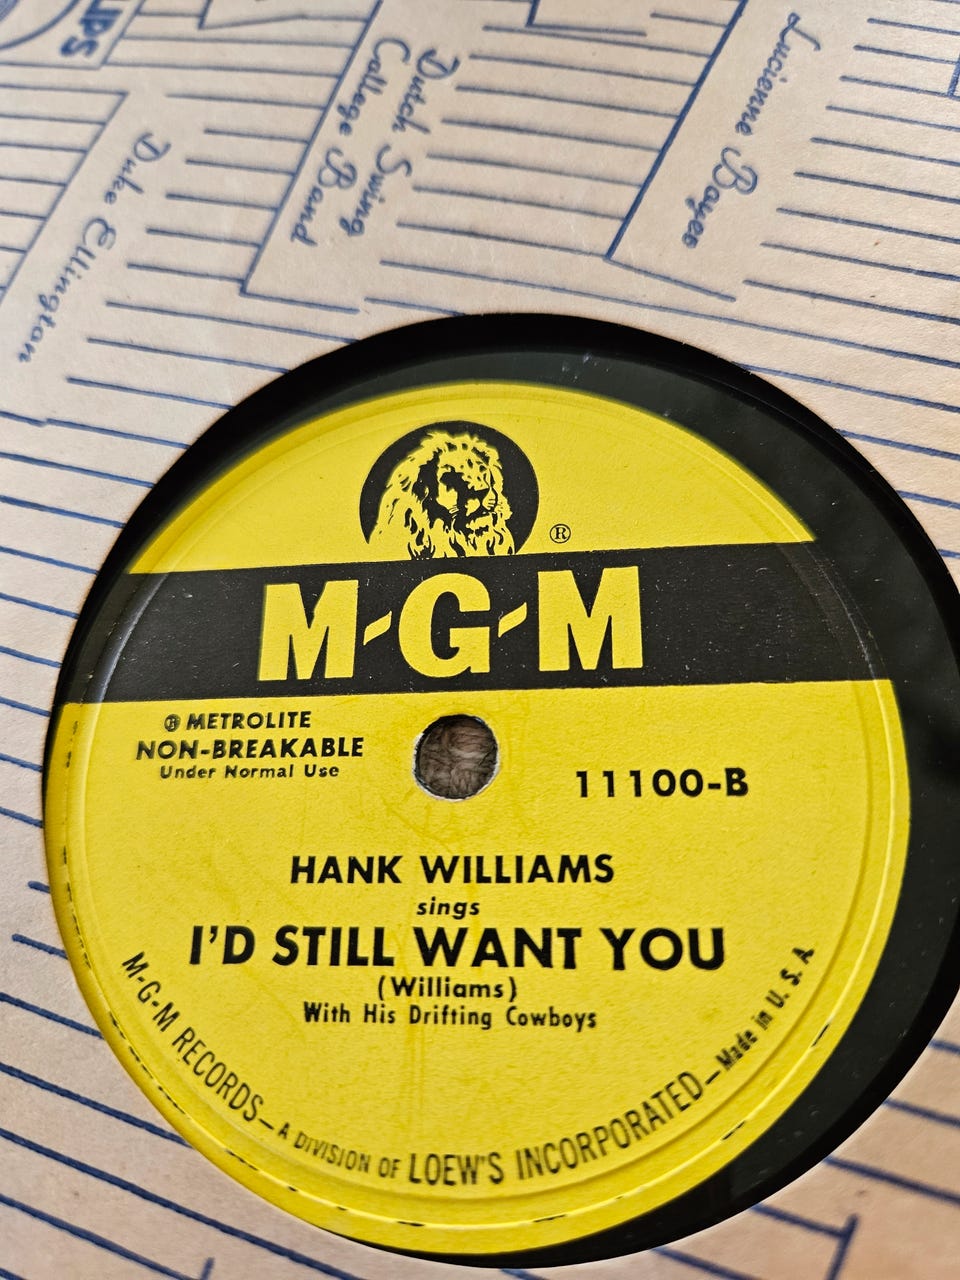 Lucienne Boyer
Dutch Swing
College Band
Duke Ellington
®
M-G-M
® METROLITE
NON-BREAKABLE
Under Normal Use
11100-B
HANK WILLIAMS
sings
I'D STILL WANT YOU
(Williams)
With His Drifting Cowboys
M-G-M RECORDS—A DIVISION OF LOEW'S INCORPORATED—Made in U. S. A.